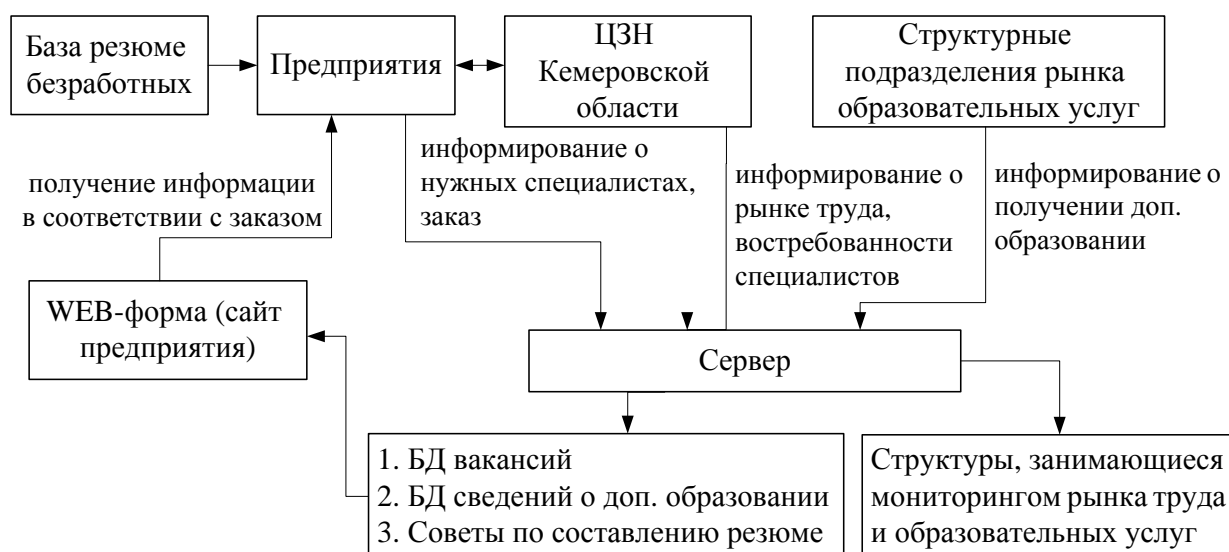 База резюме
безработных
Предприятия
ЦЗН
Кемеровской
области
Структурные
подразделения рынка
образовательных услуг
получение информации
в соответствии с заказом
информирование о
нужных специалистах,
заказ
информирование о
рынке труда,
востребованности
специалистов
информирование о
получении доп.
образовании
WEB-форма (сайт
предприятия)
Сервер
1. БД вакансий
2. БД сведений о доп. образовании
3. Советы по составлению резюме
Структуры, занимающиеся
мониторингом рынка труда
и образовательных услуг